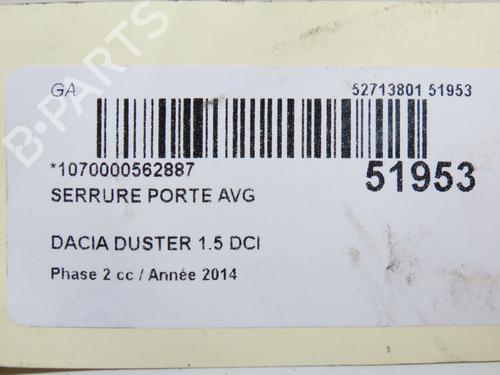 GA
52713801 51953
*1070000562887
51953
SERRURE PORTE AVG
DACIA DUSTER 1.5 DCI
Phase 2 cc / Année 2014
B-PARTS